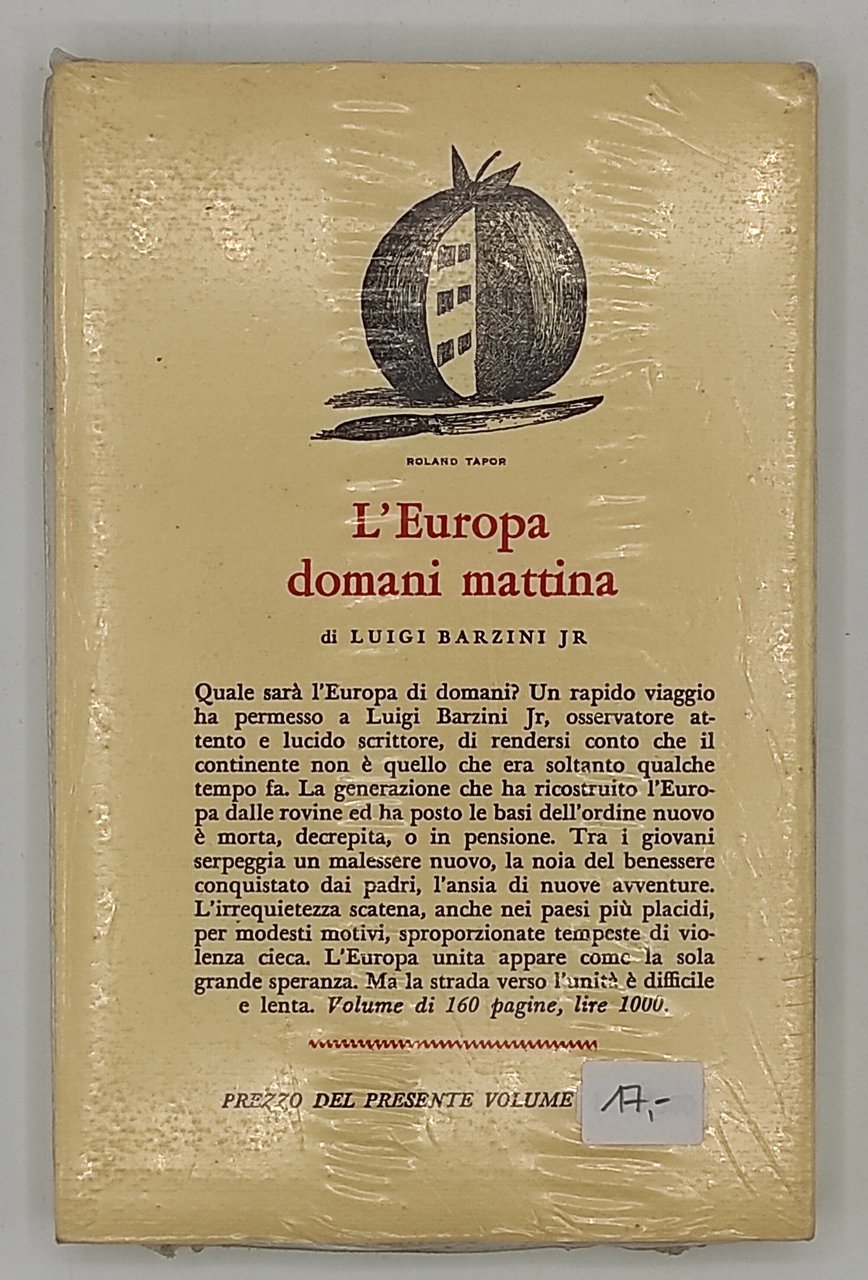 ROLAND TAPOR
L'Europa
domani mattina
di LUIGI BARZINI JR
Quale sarà l'Europa di domani? Un rapido viaggio
ha permesso a Luigi Barzini Jr, osservatore at-
tento e lucido scrittore, di rendersi conto che il
continente non è quello che era soltanto qualche
tempo fa. La generazione che ha ricostruito l'Euro-
pa dalle rovine ed ha posto le basi dell'ordine nuovo
è morta, decrepita, o in pensione. Tra i giovani
serpeggia un malessere nuovo, la noia del benessere
conquistato dai padri, l'ansia di nuove avventure.
L'irrequietezza scatena, anche nei paesi più placidi,
per modesti motivi, sproporzionate tempeste di vio-
lenza cieca. L'Europa unita appare come la sola
grande speranza. Ma la strada verso l'unità è difficile
e lenta. Volume di 160 pagine, lire 1000.
PREZZO DEL PRESENTE VOLUME 17,-